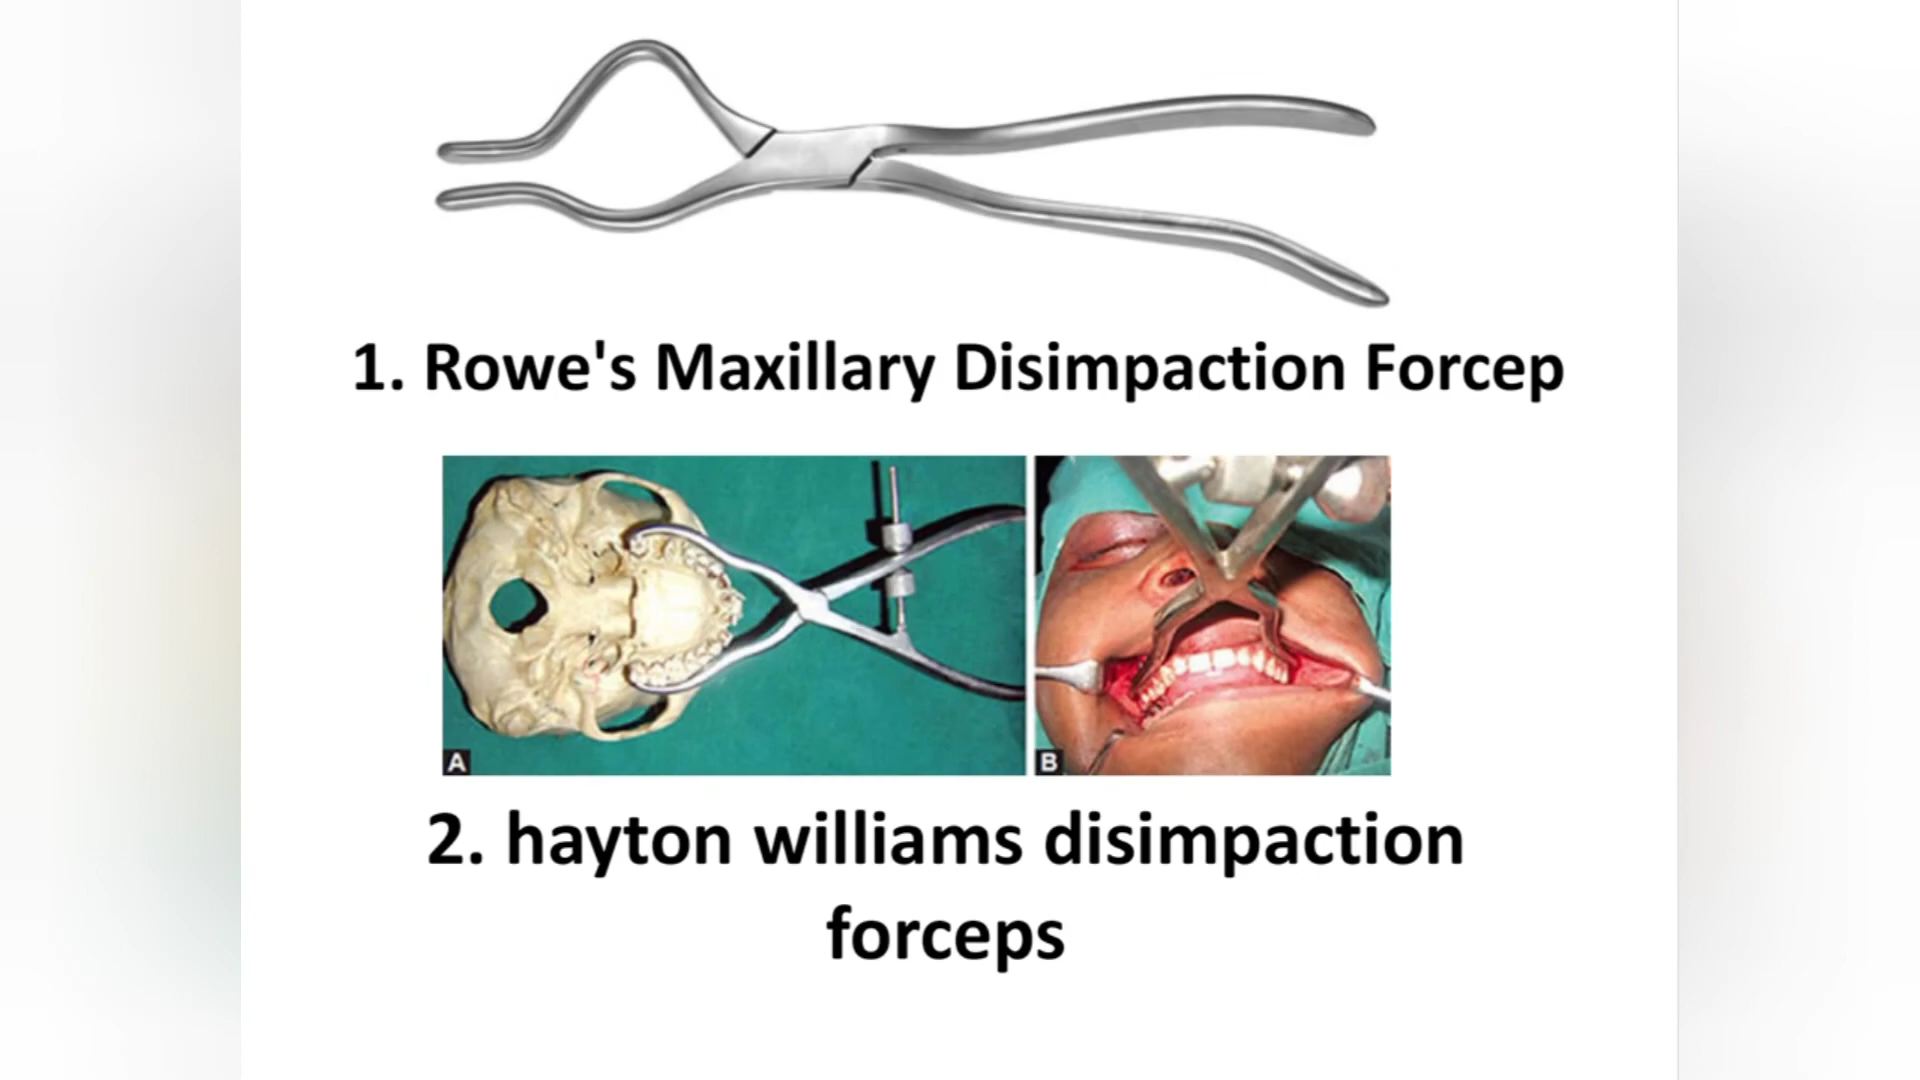 1. Rowe's Maxillary Disimpaction Forcep
A
B
2. hayton williams disimpaction
forceps